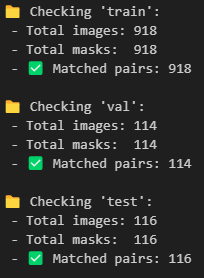 📁 Checking 'train':
- Total images: 918
- Total masks:  918
- ✅ Matched pairs: 918

📁 Checking 'val':
- Total images: 114
- Total masks:  114
- ✅ Matched pairs: 114

📁 Checking 'test':
- Total images: 116
- Total masks:  116
- ✅ Matched pairs: 116